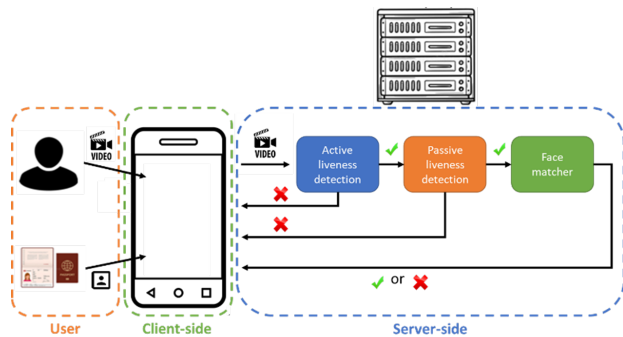 VIDEO
VIDEO
Active
liveness
detection
Passive
liveness
detection
Face
matcher
or
User
Client-side
Server-side